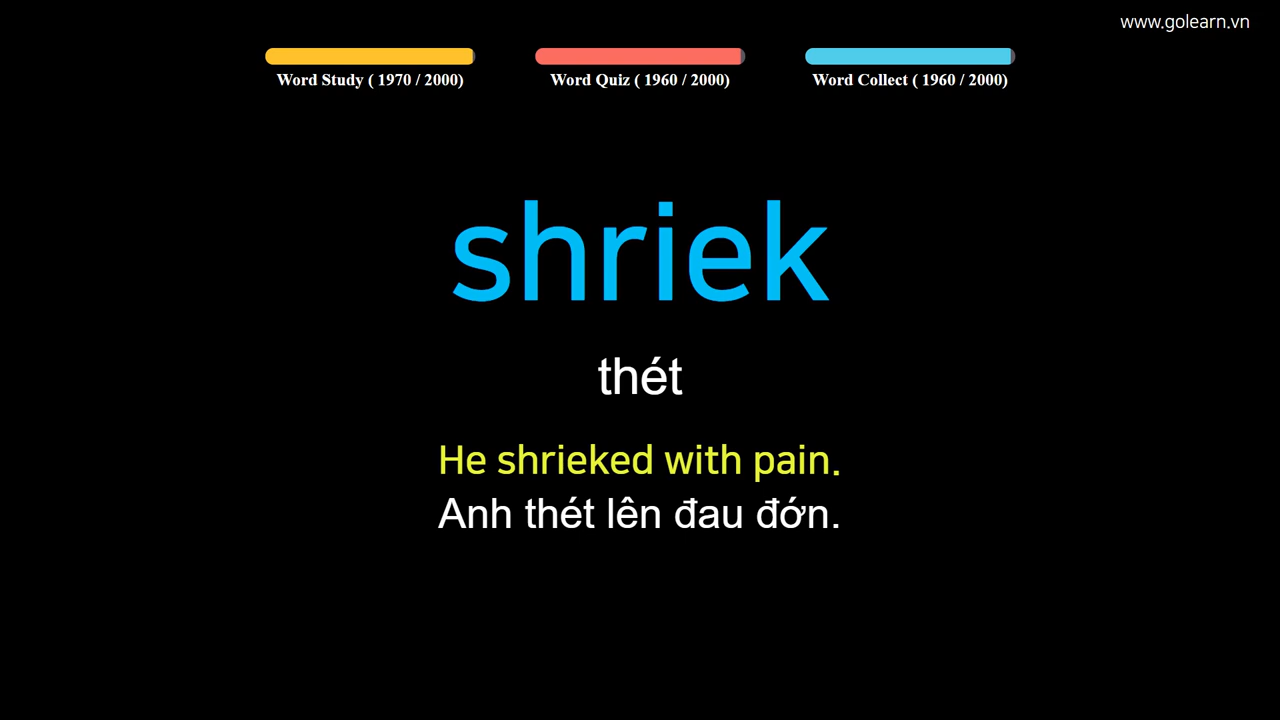 www.golearn.vn
Word Study ( 1970 / 2000)
Word Quiz ( 1960 / 2000)
Word Collect ( 1960 / 2000)
shriek
thét
He shrieked with pain.
Anh thét lên đau đớn.